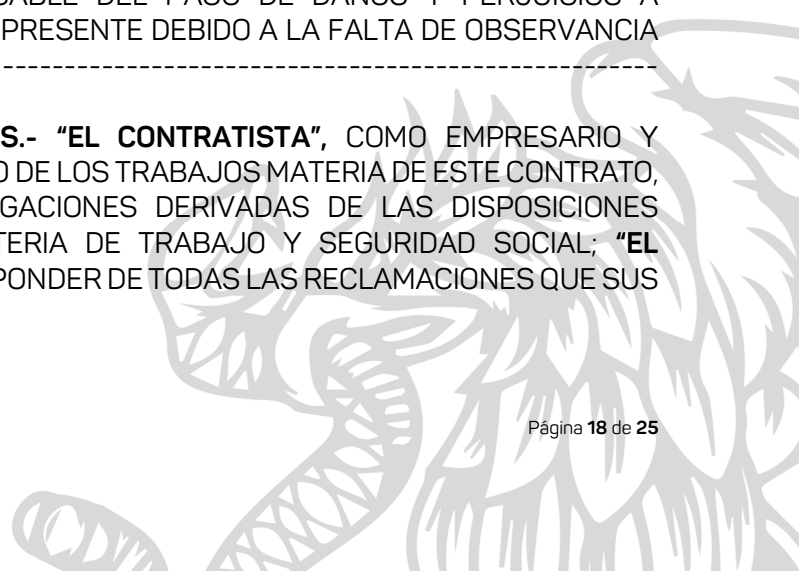 PRESENTE DEBIDO A LA FALTA DE OBSERVANCIA
-----------------------------------------------------
S.- “EL CONTRATISTA”, COMO EMPRESARIO Y
O DE LOS TRABAJOS MATERIA DE ESTE CONTRATO,
GACIONES DERIVADAS DE LAS DISPOSICIONES
TERIA DE TRABAJO Y SEGURIDAD SOCIAL; “EL
PONDER DE TODAS LAS RECLAMACIONES QUE SUS
Página 18 de 25